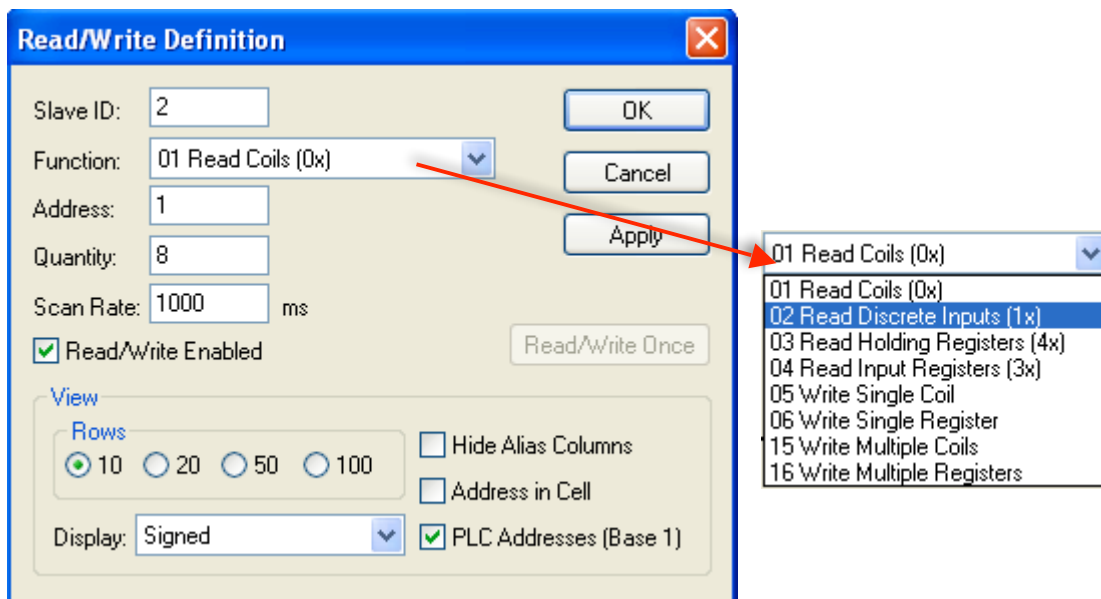 Read/Write Definition
Slave ID: 2
OK
Function: 01 Read Coils (0x)
Cancel
Address: 1
Apply
Quantity: 8
Scan Rate: 1000 ms
Read/Write Enabled
Read/Write Once
View
Rows
10 20 50 100
Hide Alias Columns
Address in Cell
Display: Signed
PLC Addresses (Base 1)
01 Read Coils (0x)
01 Read Coils (0x)
02 Read Discrete Inputs (1x)
03 Read Holding Registers (4x)
04 Read Input Registers (3x)
05 Write Single Coil
06 Write Single Register
15 Write Multiple Coils
16 Write Multiple Registers